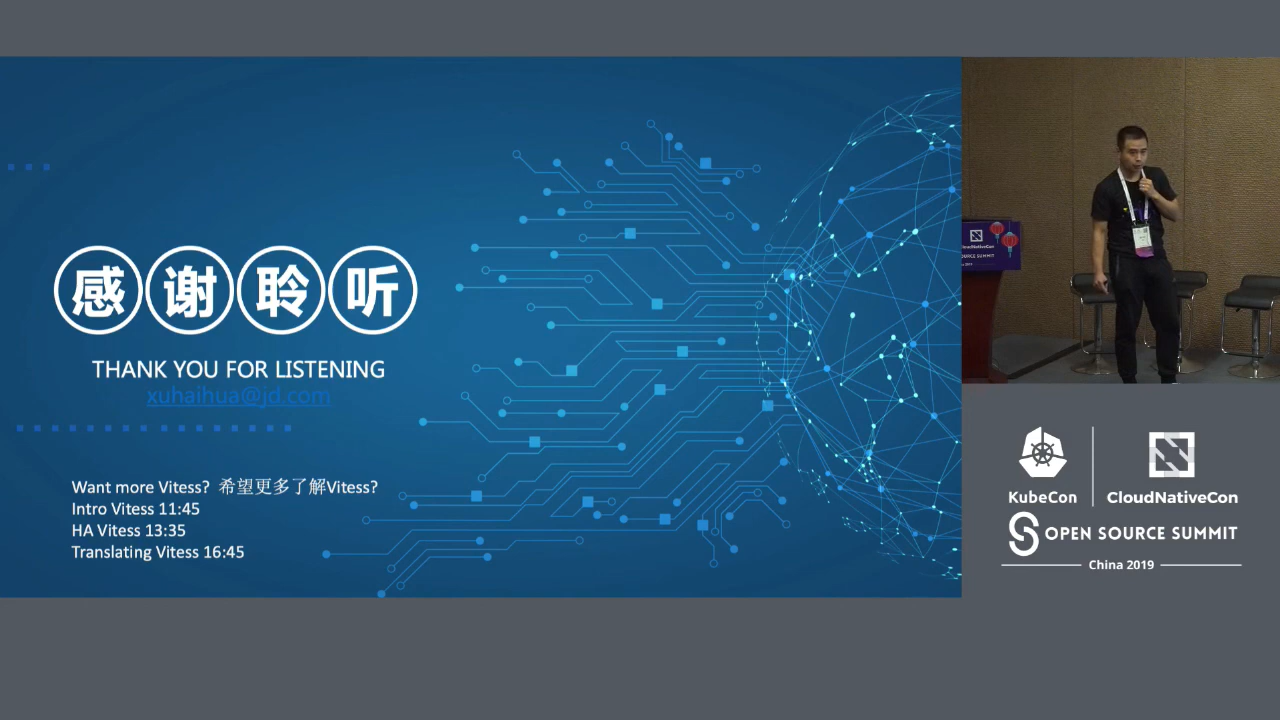 感谢聆听
THANK YOU FOR LISTENING
xuhaihua@jd.com
Want more Vitess? 希望更多了解Vitess?
Intro Vitess 11:45
HA Vitess 13:35
Translating Vitess 16:45
CloudNativeCon
KubeCon
CloudNativeCon
OPEN SOURCE SUMMIT
China 2019